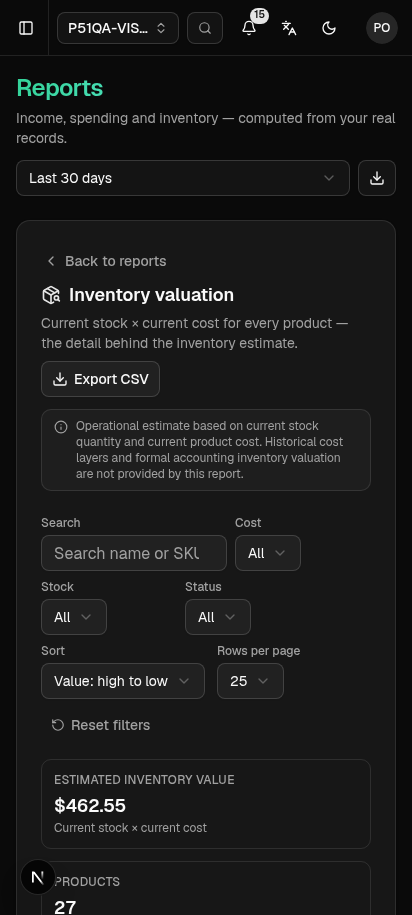 P51QA-VIS...
15
PO
Reports
Income, spending and inventory — computed from your real
records.
Last 30 days
Back to reports
Inventory valuation
Current stock × current cost for every product —
the detail behind the inventory estimate.
Export CSV
Operational estimate based on current stock
quantity and current product cost. Historical cost
layers and formal accounting inventory valuation
are not provided by this report.
Search Cost
Search name or SKU All
Stock Status
All All
Sort Rows per page
Value: high to low 25
Reset filters
ESTIMATED INVENTORY VALUE
$462.55
Current stock × current cost
N
PRODUCTS
27